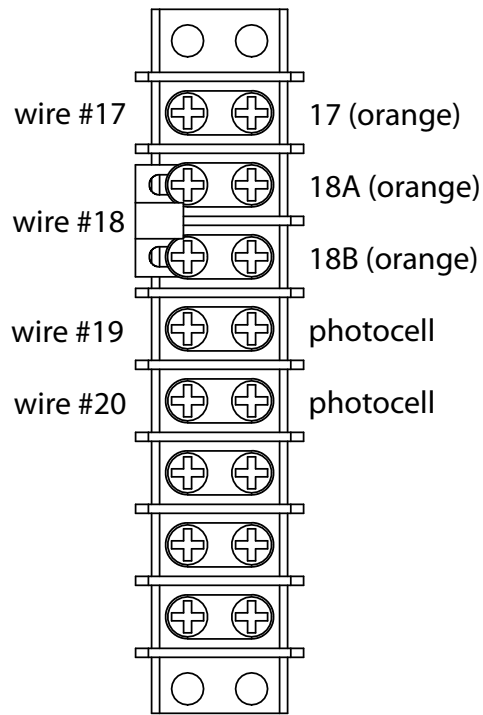 wire #17
17 (orange)
18A (orange)
wire #18
18B (orange)
wire #19
photocell
wire #20
photocell